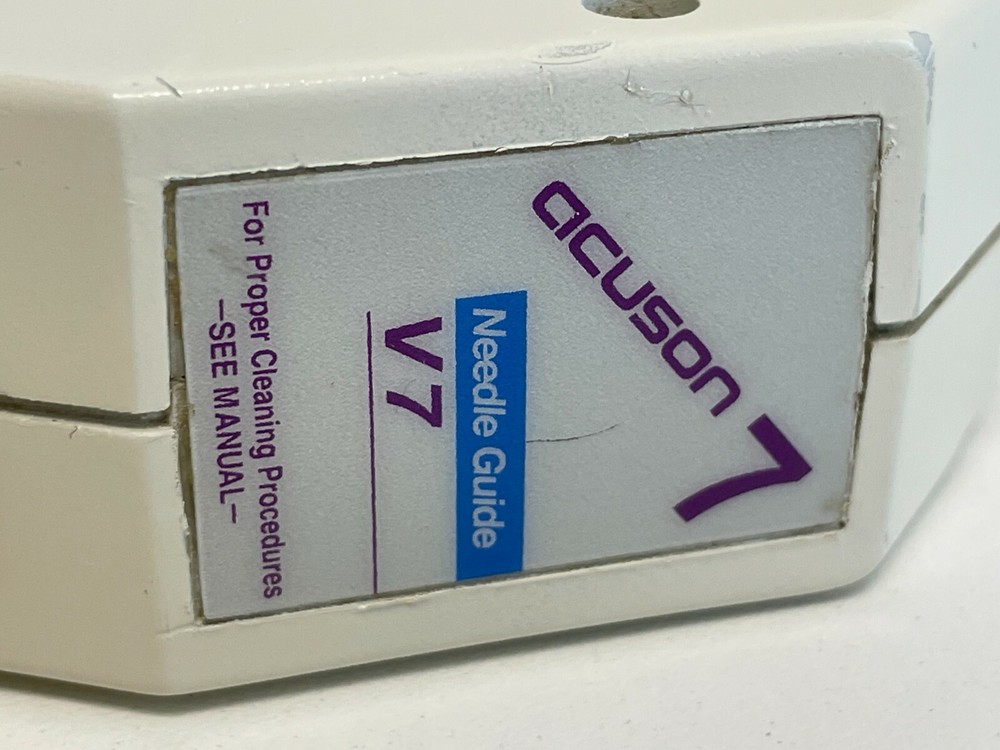 acuson 7
Needle Guide
V7
For Proper Cleaning Procedures
–SEE MANUAL–